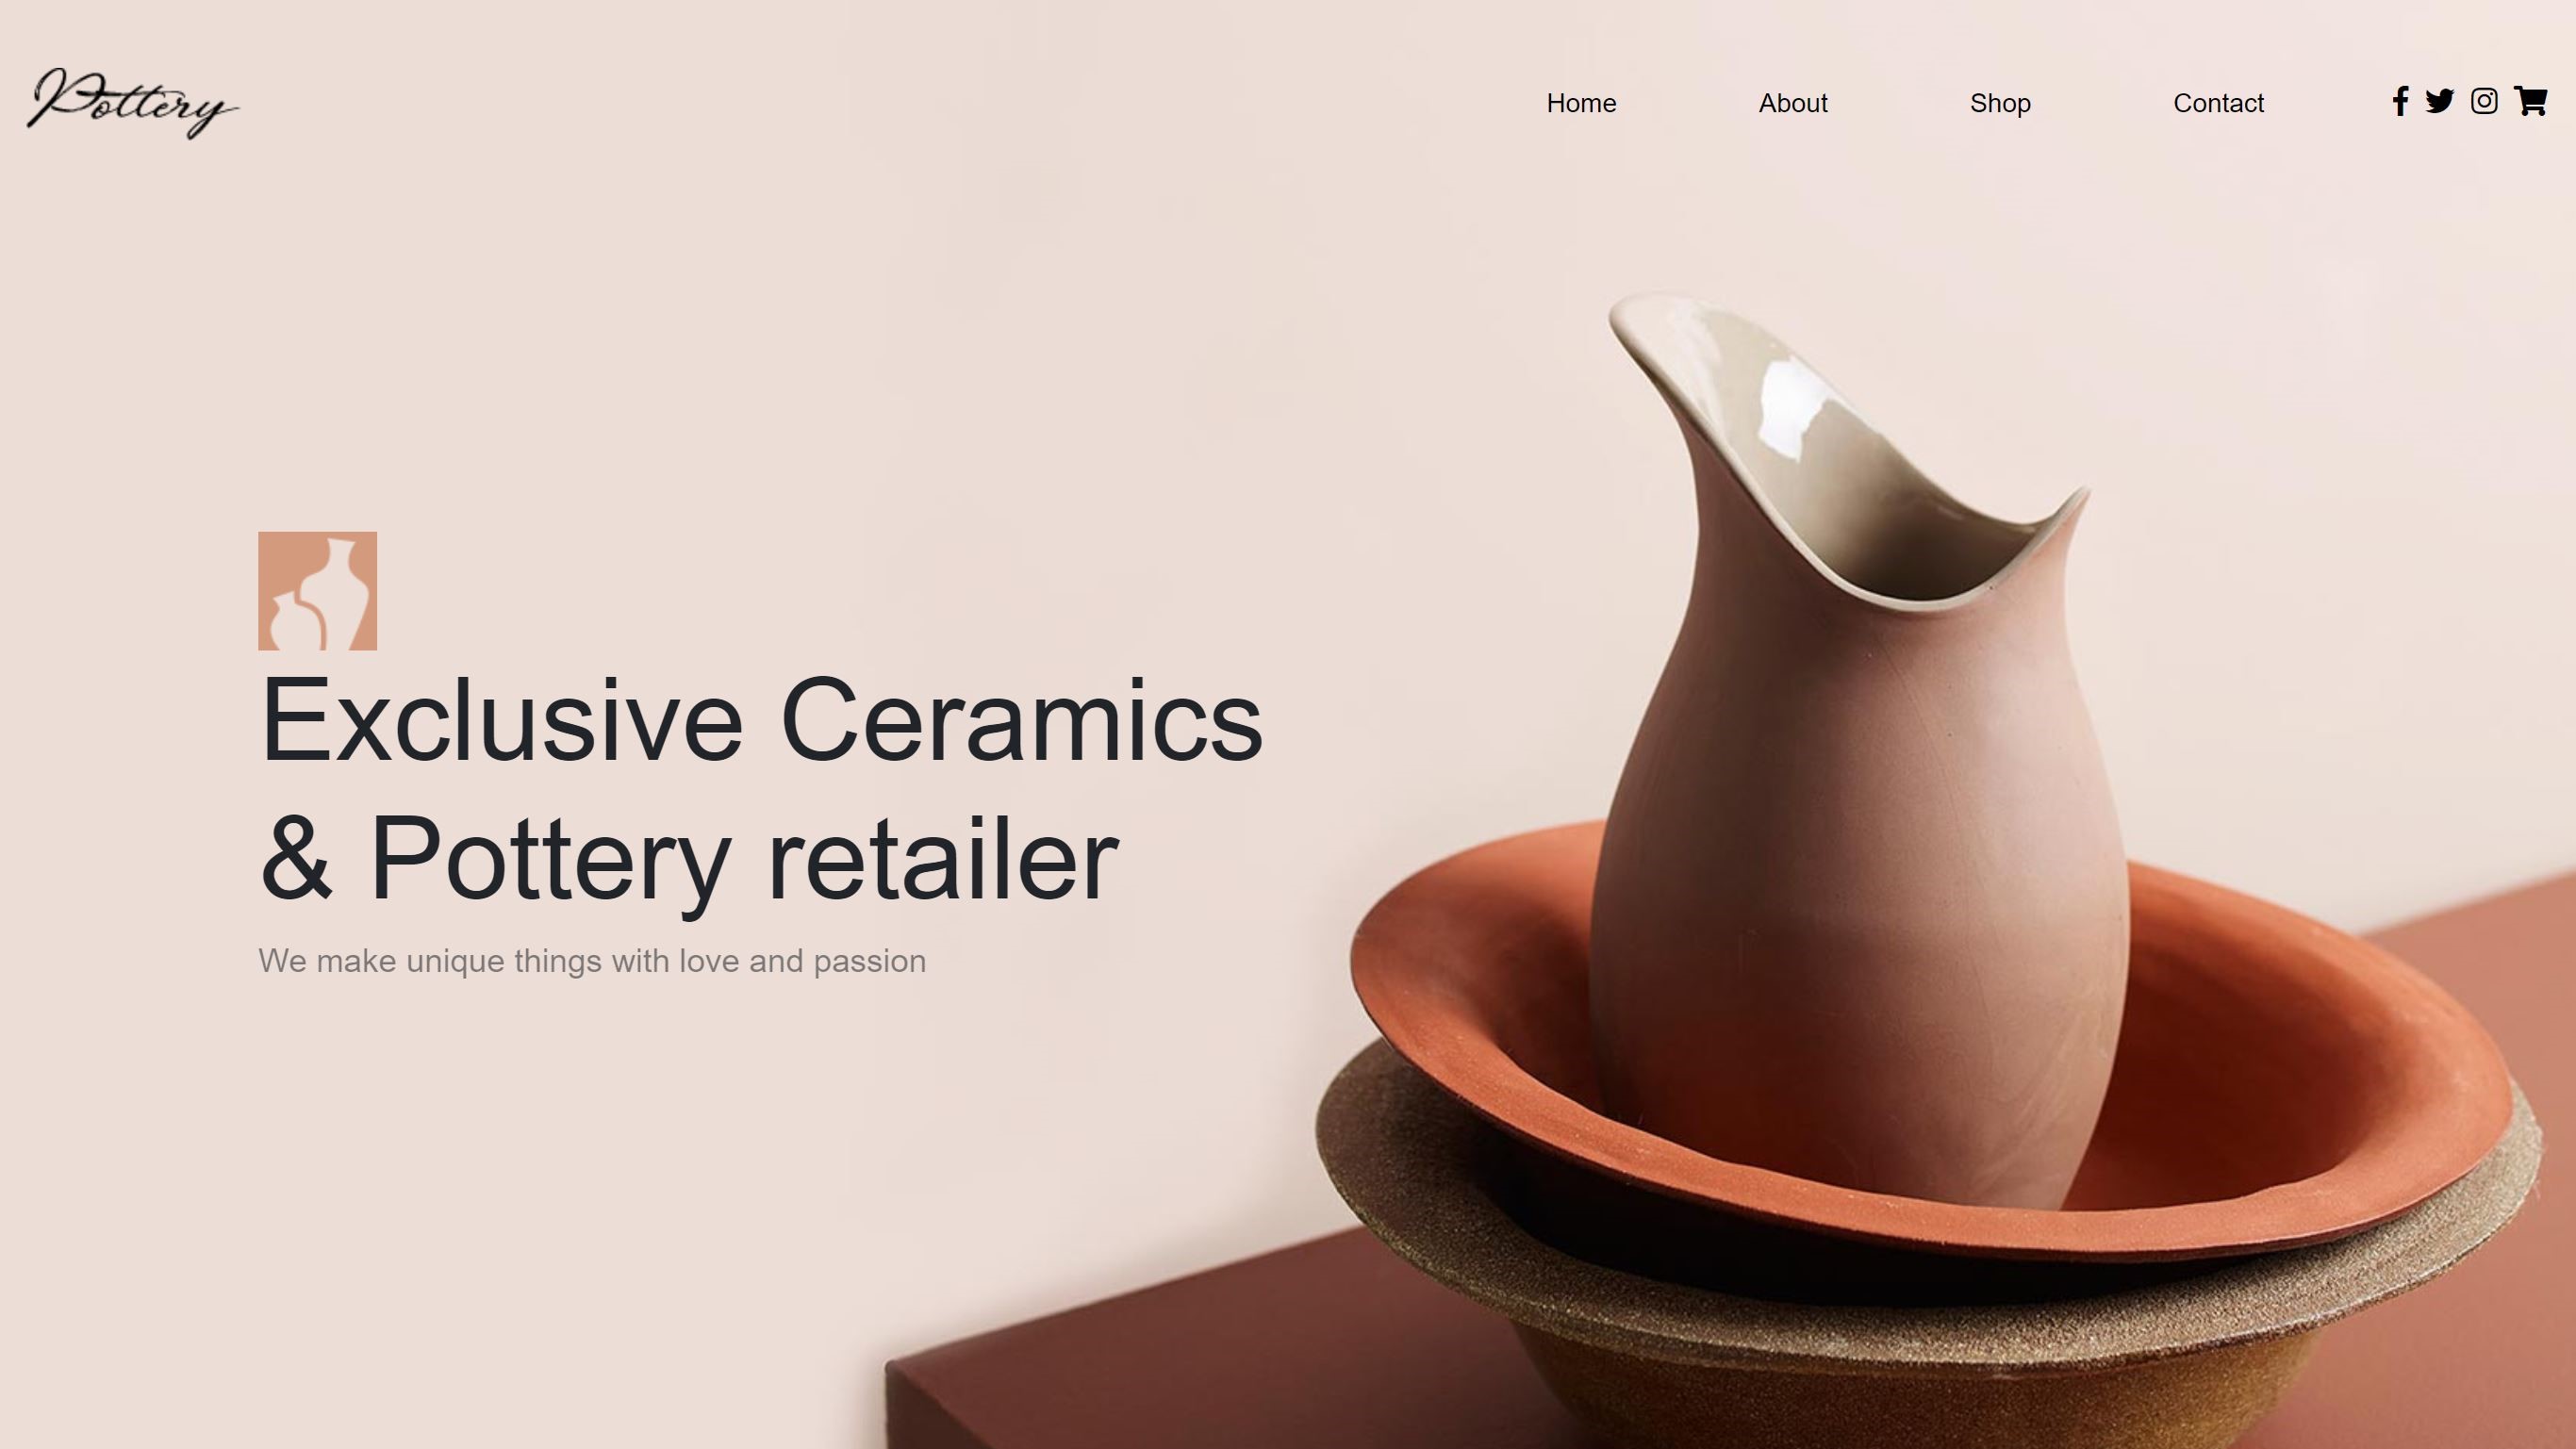 Pottery
Home About Shop Contact
Exclusive Ceramics
& Pottery retailer
We make unique things with love and passion